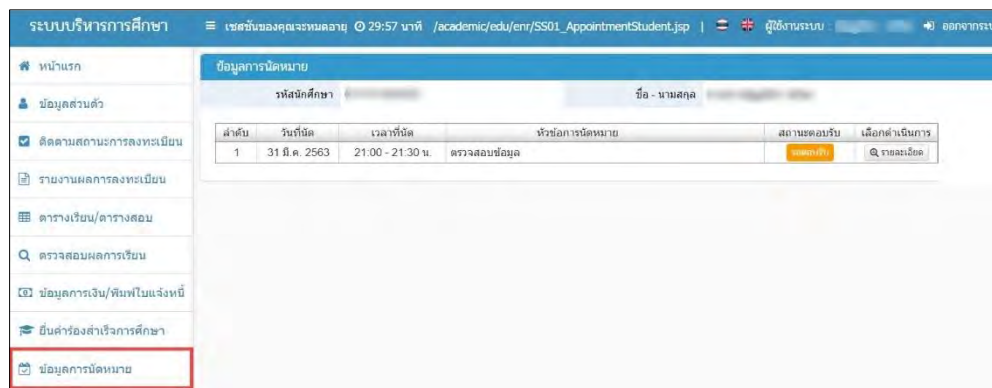 ระบบบริหารการศึกษา
เซสชันของคุณจะหมดอายุ 29:57 นาที /academic/edu/enr/SS01_AppointmentStudent.jsp | ผู้ใช้งานระบบ : ออกจากระบ
หน้าแรก
ข้อมูลส่วนตัว
ติดตามสถานะการลงทะเบียน
รายงานผลการลงทะเบียน
ตารางเรียน/ตารางสอบ
ตรวจสอบผลการเรียน
ข้อมูลการเงิน/พิมพ์ใบแจ้งหนี้
ยื่นคำร้องสำเร็จการศึกษา
ข้อมูลการนัดหมาย
ข้อมูลการนัดหมาย
รหัสนักศึกษา ชื่อ - นามสกุล
ลำดับ วันที่นัด เวลาที่นัด หัวข้อการนัดหมาย สถานะตอบรับ เลือกดำเนินการ
1 31 มี.ค. 2563 21:00 - 21:30 น. ตรวจสอบข้อมูล รอตอบรับ รายละเอียด